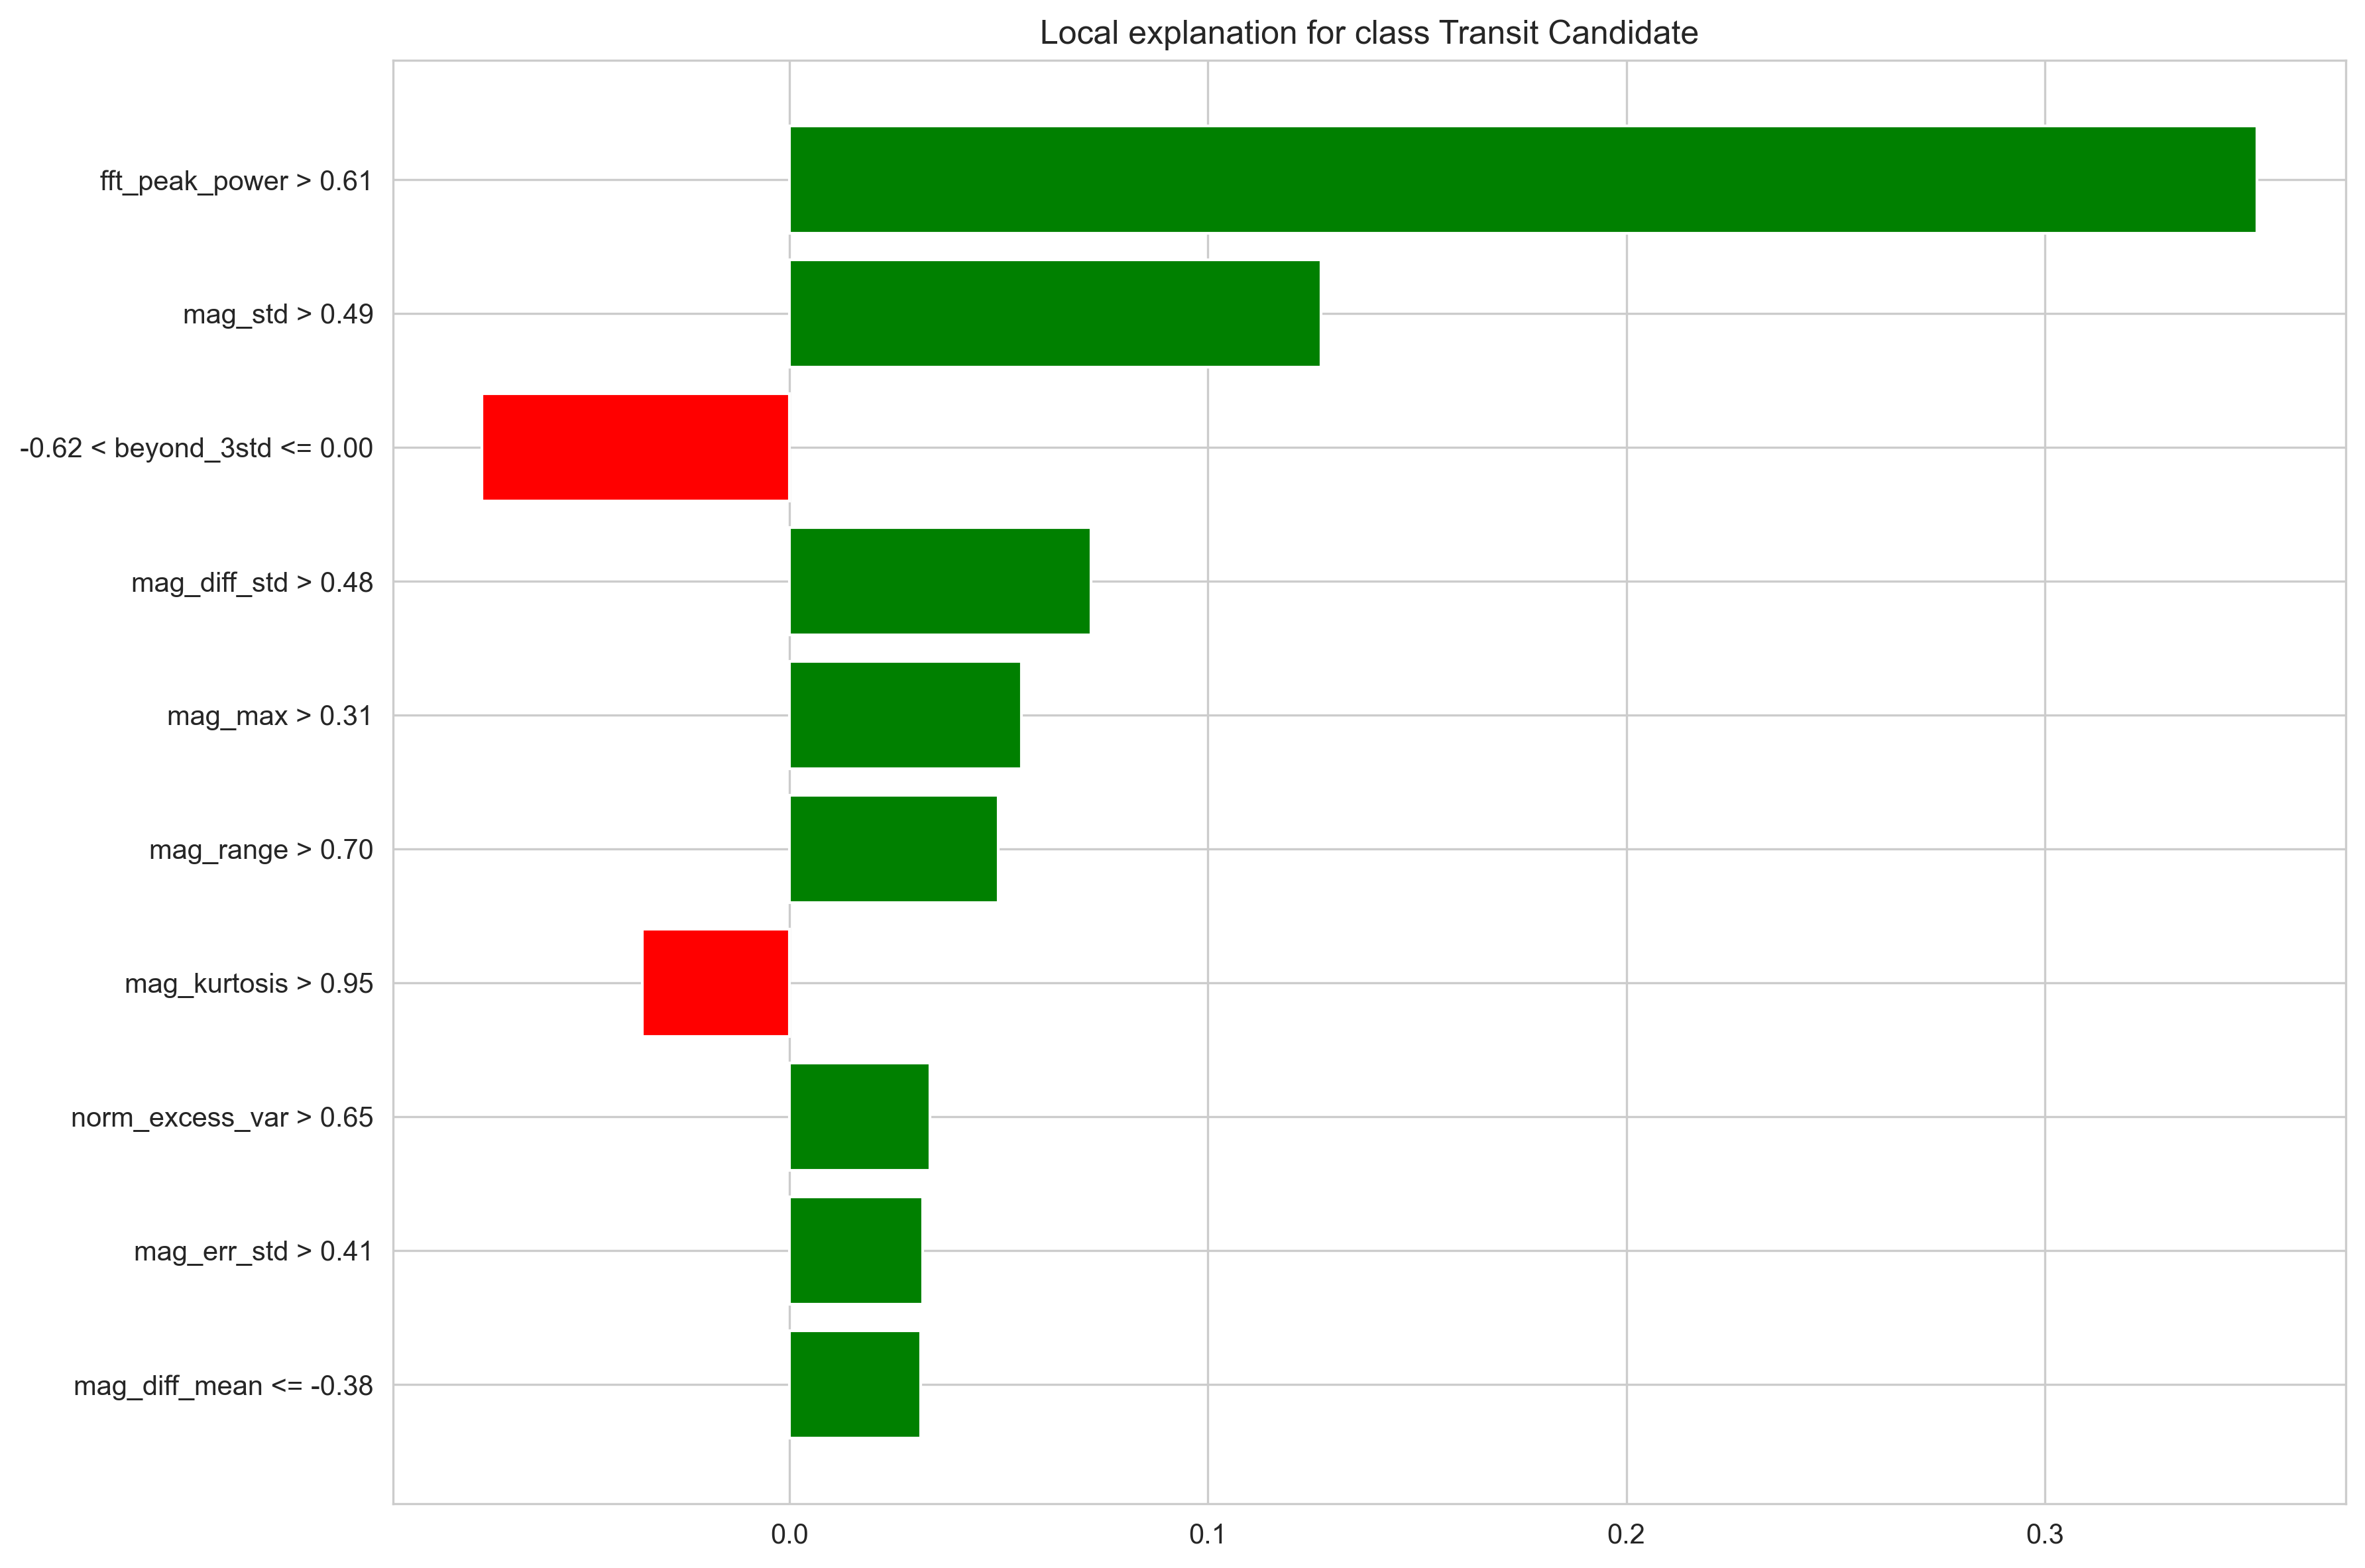 Local explanation for class Transit Candidate
fft_peak_power > 0.61
mag_std > 0.49
-0.62 < beyond_3std <= 0.00
mag_diff_std > 0.48
mag_max > 0.31
mag_range > 0.70
mag_kurtosis > 0.95
norm_excess_var > 0.65
mag_err_std > 0.41
mag_diff_mean <= -0.38
0.0 0.1 0.2 0.3